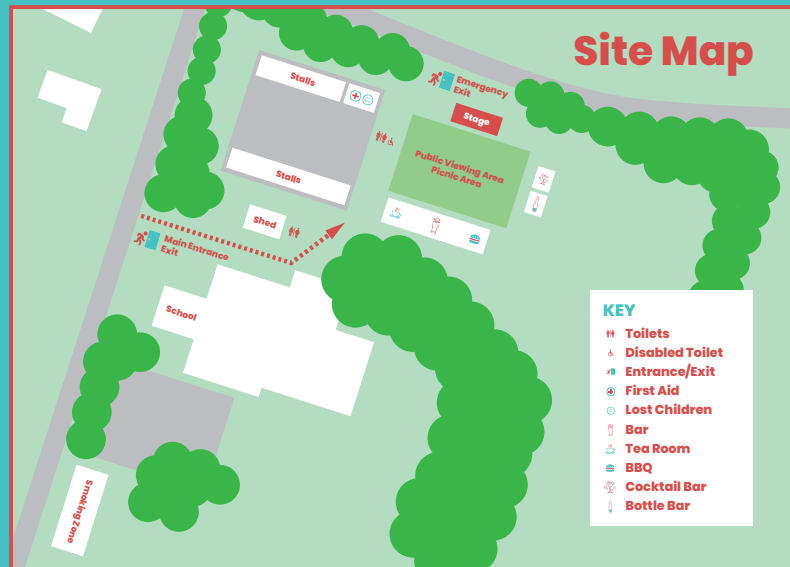 Site Map
Stalls
Emergency
Exit
Stage
Public Viewing Area
Picnic Area
Stalls
Shed
Main Entrance
Exit
School
Smoking Zone
KEY
Toilets
Disabled Toilet
Entrance/Exit
First Aid
Lost Children
Bar
Tea Room
BBQ
Cocktail Bar
Bottle Bar